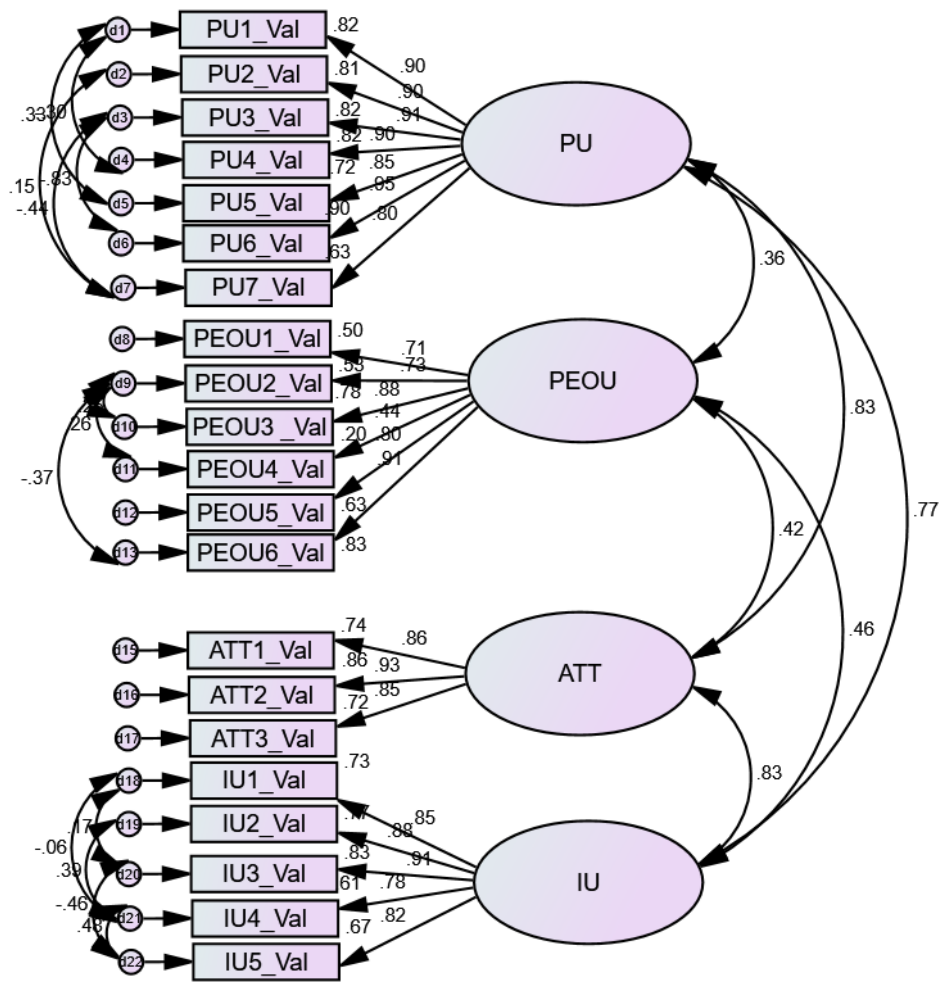 d1 PU1_Val .82
d2 PU2_Val .81 .90
.90
d3 PU3_Val .82 .91
.82 .90
d4 PU4_Val .72 .85
d5 PU5_Val .95
.90 .80
d6 PU6_Val .63
d7 PU7_Val
.33 .30
.15 -.83
-.44
PU
.36
d8 PEOU1_Val .50
.71
d9 PEOU2_Val .53 .73
.78 .88
d10 PEOU3 _Val .44
.20 .80
d11 PEOU4_Val .91
d12 PEOU5_Val .63
d13 PEOU6_Val .83
-.37
PEOU
.83
.77
.42
.46
d15 ATT1_Val .74 .86
d16 ATT2_Val .86 .93
.85
d17 ATT3_Val .72
ATT
.83
d18 IU1_Val .73
d19 IU2_Val .85
.88
d20 IU3_Val .83 .91
d21 IU4_Val .78
d22 IU5_Val .67 .82
-.06 .17
.39
-.46
IU